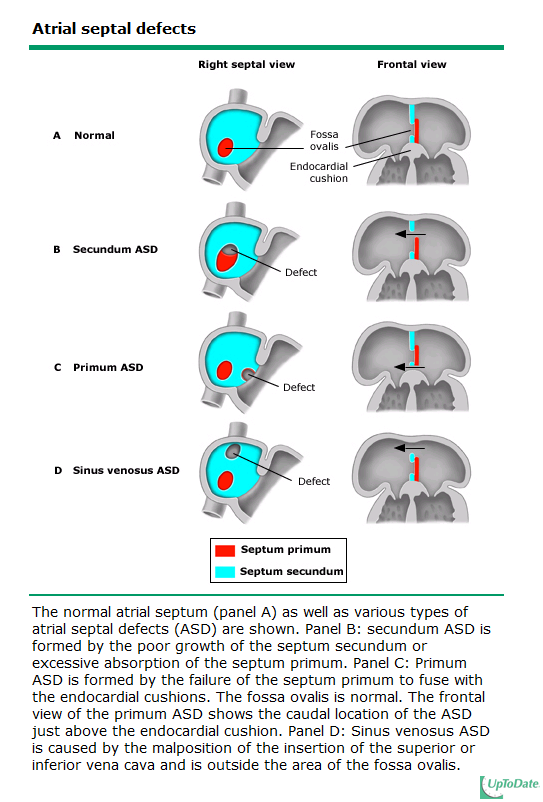 Atrial septal defects
Right septal view
Frontal view
A Normal
Fossa
ovalis
Endocardial
cushion
B Secundum ASD
Defect
C Primum ASD
Defect
D Sinus venosus ASD
Defect
Septum primum
Septum secundum
The normal atrial septum (panel A) as well as various types of
atrial septal defects (ASD) are shown. Panel B: secundum ASD is
formed by the poor growth of the septum secundum or
excessive absorption of the septum primum. Panel C: Primum
ASD is formed by the failure of the septum primum to fuse with
the endocardial cushions. The fossa ovalis is normal. The frontal
view of the primum ASD shows the caudal location of the ASD
just above the endocardial cushion. Panel D: Sinus venosus ASD
is caused by the malposition of the insertion of the superior or
inferior vena cava and is outside the area of the fossa ovalis.
UpToDate